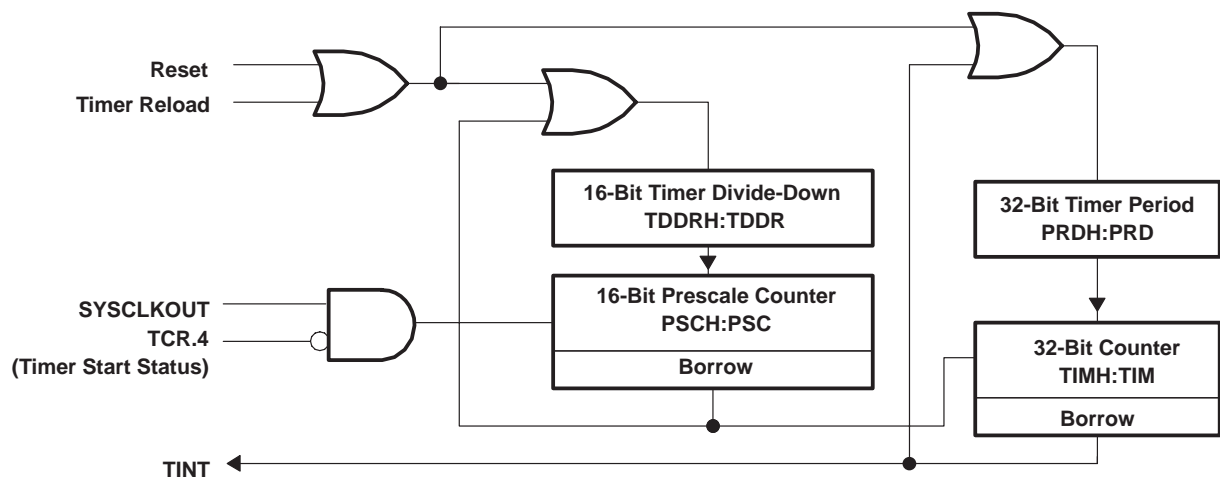 Reset
Timer Reload
16-Bit Timer Divide-Down
TDDRH:TDDR
32-Bit Timer Period
PRDH:PRD
SYSCLKOUT
TCR.4
(Timer Start Status)
16-Bit Prescale Counter
PSCH:PSC
Borrow
32-Bit Counter
TIMH:TIM
Borrow
TINT